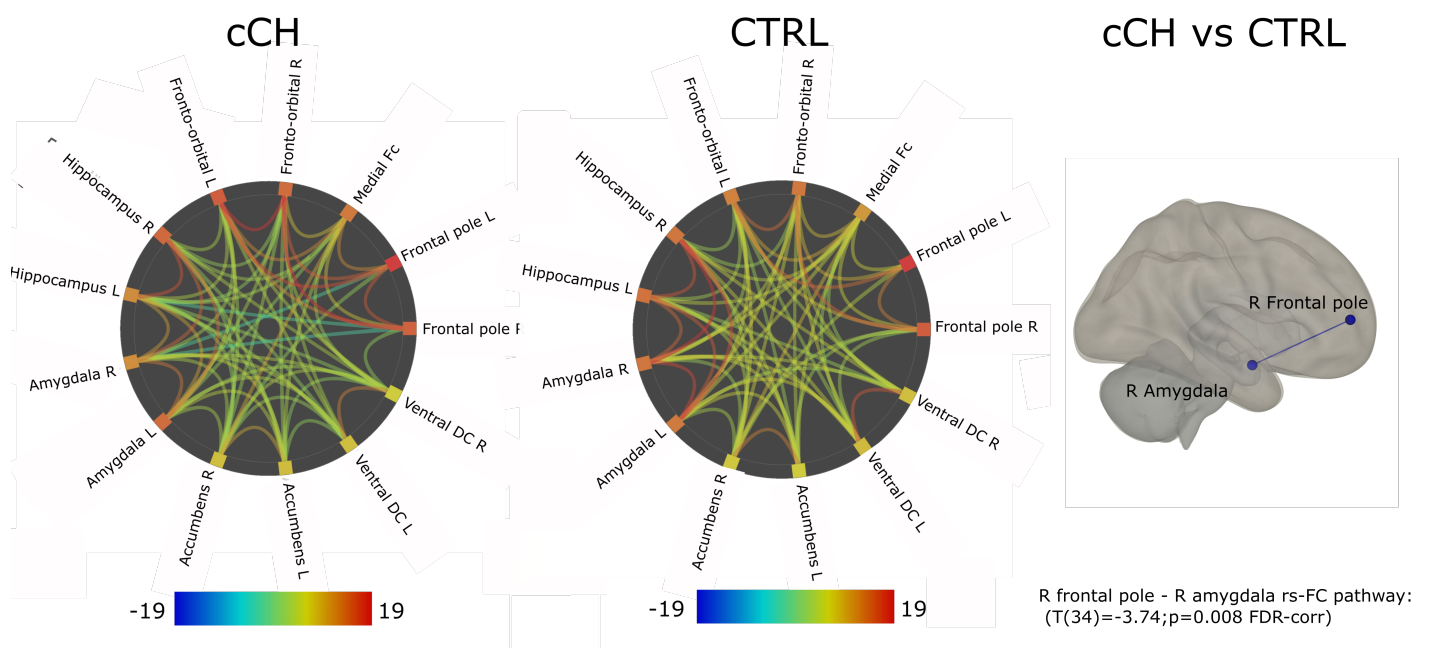 cCH
CTRL
cCH vs CTRL
Fronto-orbital L
Fronto-orbital R
Medial Fc
Frontal pole L
Frontal pole R
Ventral DC R
Ventral DC L
Accumbens L
Accumbens R
Amygdala L
Amygdala R
Hippocampus L
Hippocampus R
-19
19
Fronto-orbital L
Fronto-orbital R
Medial Fc
Frontal pole L
Frontal pole R
Ventral DC R
Ventral DC L
Accumbens L
Accumbens R
Amygdala L
Amygdala R
Hippocampus L
Hippocampus R
-19
19
R Frontal pole
R Amygdala
R frontal pole - R amygdala rs-FC pathway:
(T(34)=-3.74;p=0.008 FDR-corr)